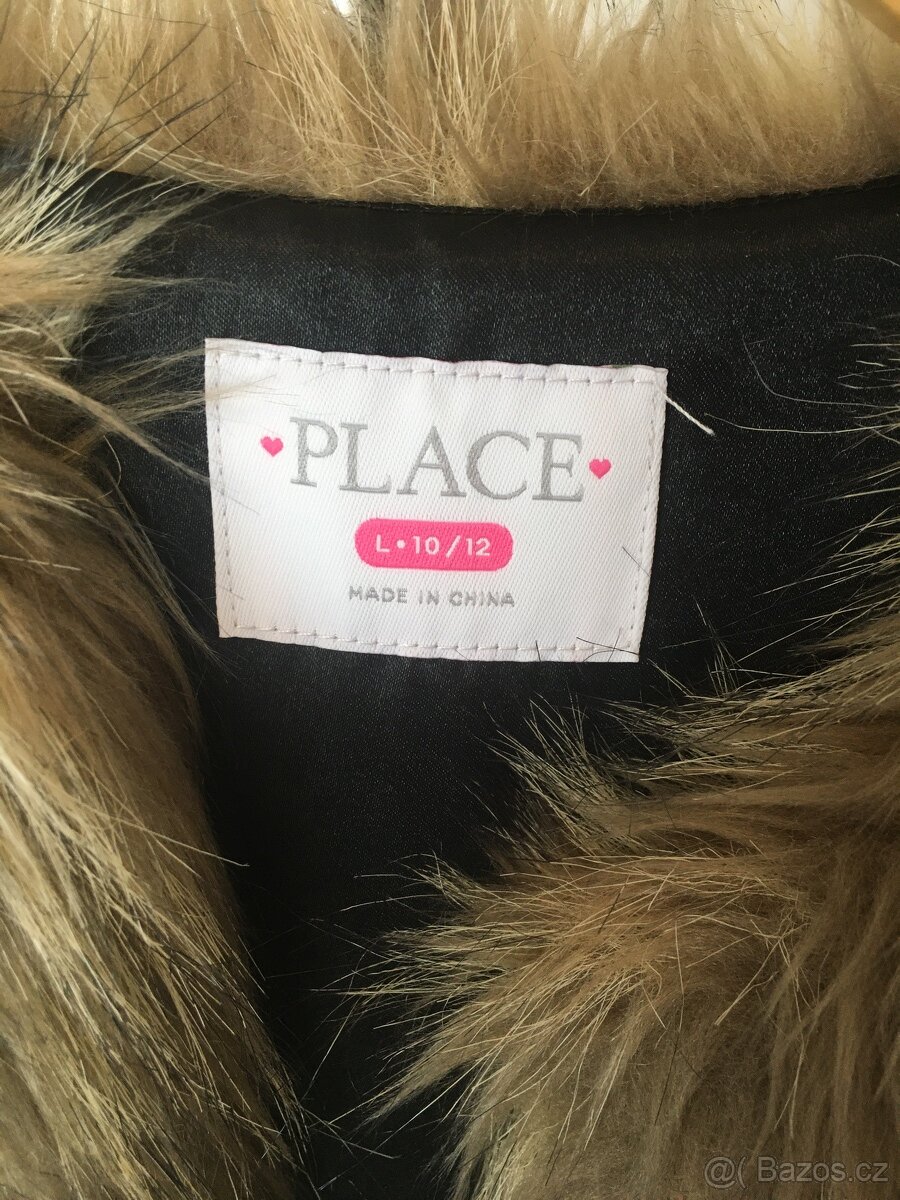 PLACE
L • 10/12
MADE IN CHINA
@( Bazos.cz